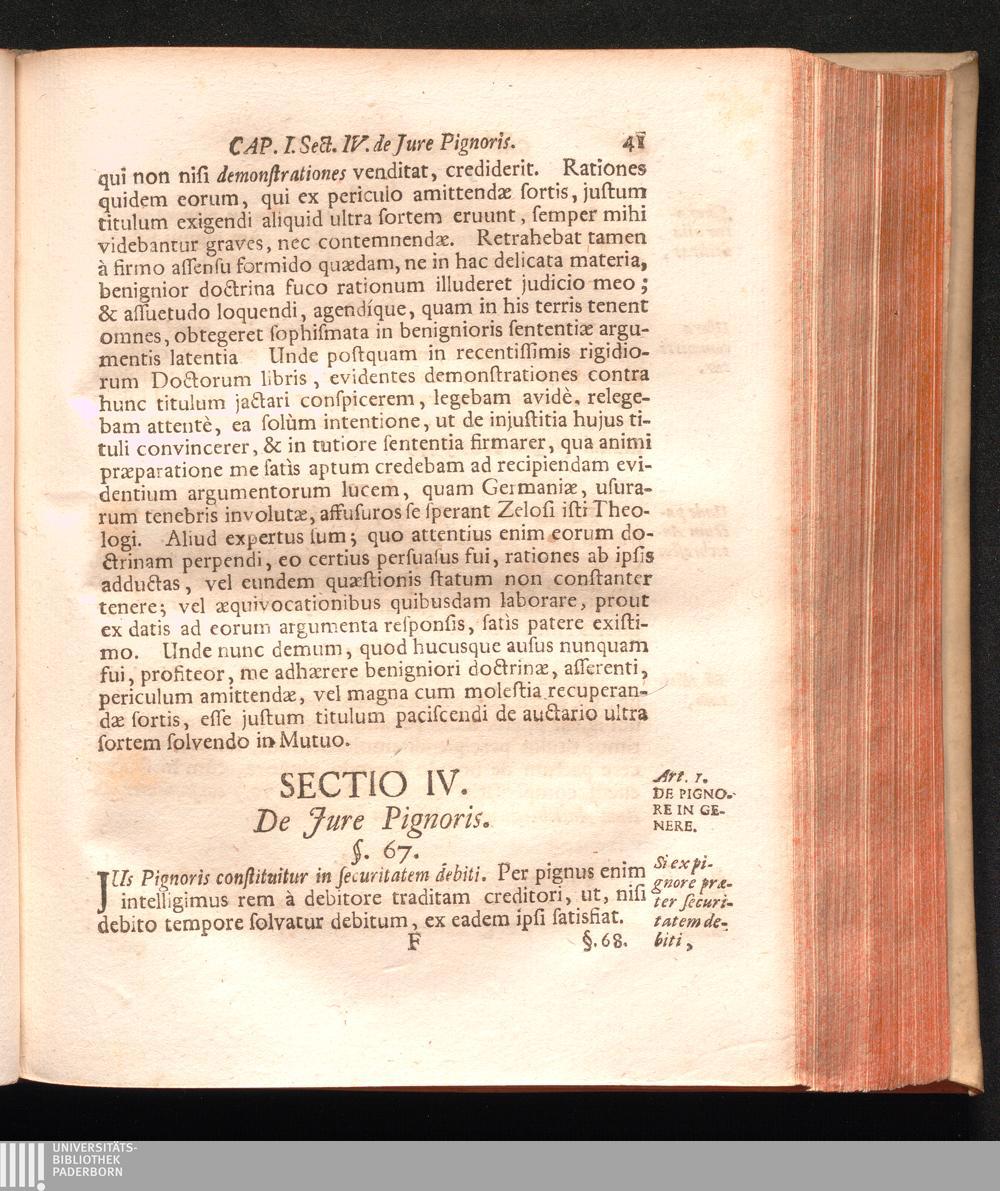 CAP. I. Sect. IV. de Jure Pignoris. 41
qui non niſi demonſtrationes venditat, crediderit. Rationes
quidem eorum, qui ex periculo amittendæ ſortis, juſtum
titulum exigendi aliquid ultra ſortem eruunt, ſemper mihi
videbantur graves, nec contemnendæ. Retrahebat tamen
à firmo aſſenſu formido quædam, ne in hac delicata materia,
benignior doctrina fuco rationum illuderet judicio meo;
& aſſuetudo loquendi, agendíque, quam in his terris tenent
omnes, obtegeret ſophiſmata in benignioris ſententiæ argu-
mentis latentia Unde poſtquam in recentiſſimis rigidio-
rum Doctorum libris, evidentes demonſtrationes contra
hunc titulum jactari conſpicerem, legebam avidè, relege-
bam attentè, ea ſolùm intentione, ut de injuſtitia hujus ti-
tuli convincerer, & in tutiore ſententia firmarer, qua animi
præparatione me ſatìs aptum credebam ad recipiendam evi-
dentium argumentorum lucem, quam Germaniæ, uſura-
rum tenebris involutæ, affuſuros ſe ſperant Zeloſi iſti Theo-
logi. Aliud expertus ſum; quo attentius enim eorum do-
ctrinam perpendi, eo certius perſuaſus fui, rationes ab ipſis
adductas, vel eundem quæſtionis ſtatum non conſtanter
tenere; vel æquivocationibus quibusdam laborare, prout
ex datis ad eorum argumenta reſponſis, ſatìs patere exiſti-
mo. Unde nunc demum, quod hucusque auſus nunquam
fui, profiteor, me adhærere benigniori doctrinæ, aſſerenti,
periculum amittendæ, vel magna cum moleſtia recuperan-
dæ ſortis, eſſe juſtum titulum paciſcendi de auctario ultra
ſortem ſolvendo in Mutuo.
SECTIO IV.
De Jure Pignoris.
§. 67.
Art. 1.
DE PIGNO-
RE IN GE-
NERE.
JUs Pignoris conſtituitur in ſecuritatem debiti. Per pignus enim
intelligimus rem à debitore traditam creditori, ut, niſi
debito tempore ſolvatur debitum, ex eadem ipſi ſatisfiat.
Si ex pi-
gnore præ-
ter ſecuri-
tatem de-
biti,
F §. 68.
UNIVERSITÄTS-
BIBLIOTHEK
PADERBORN